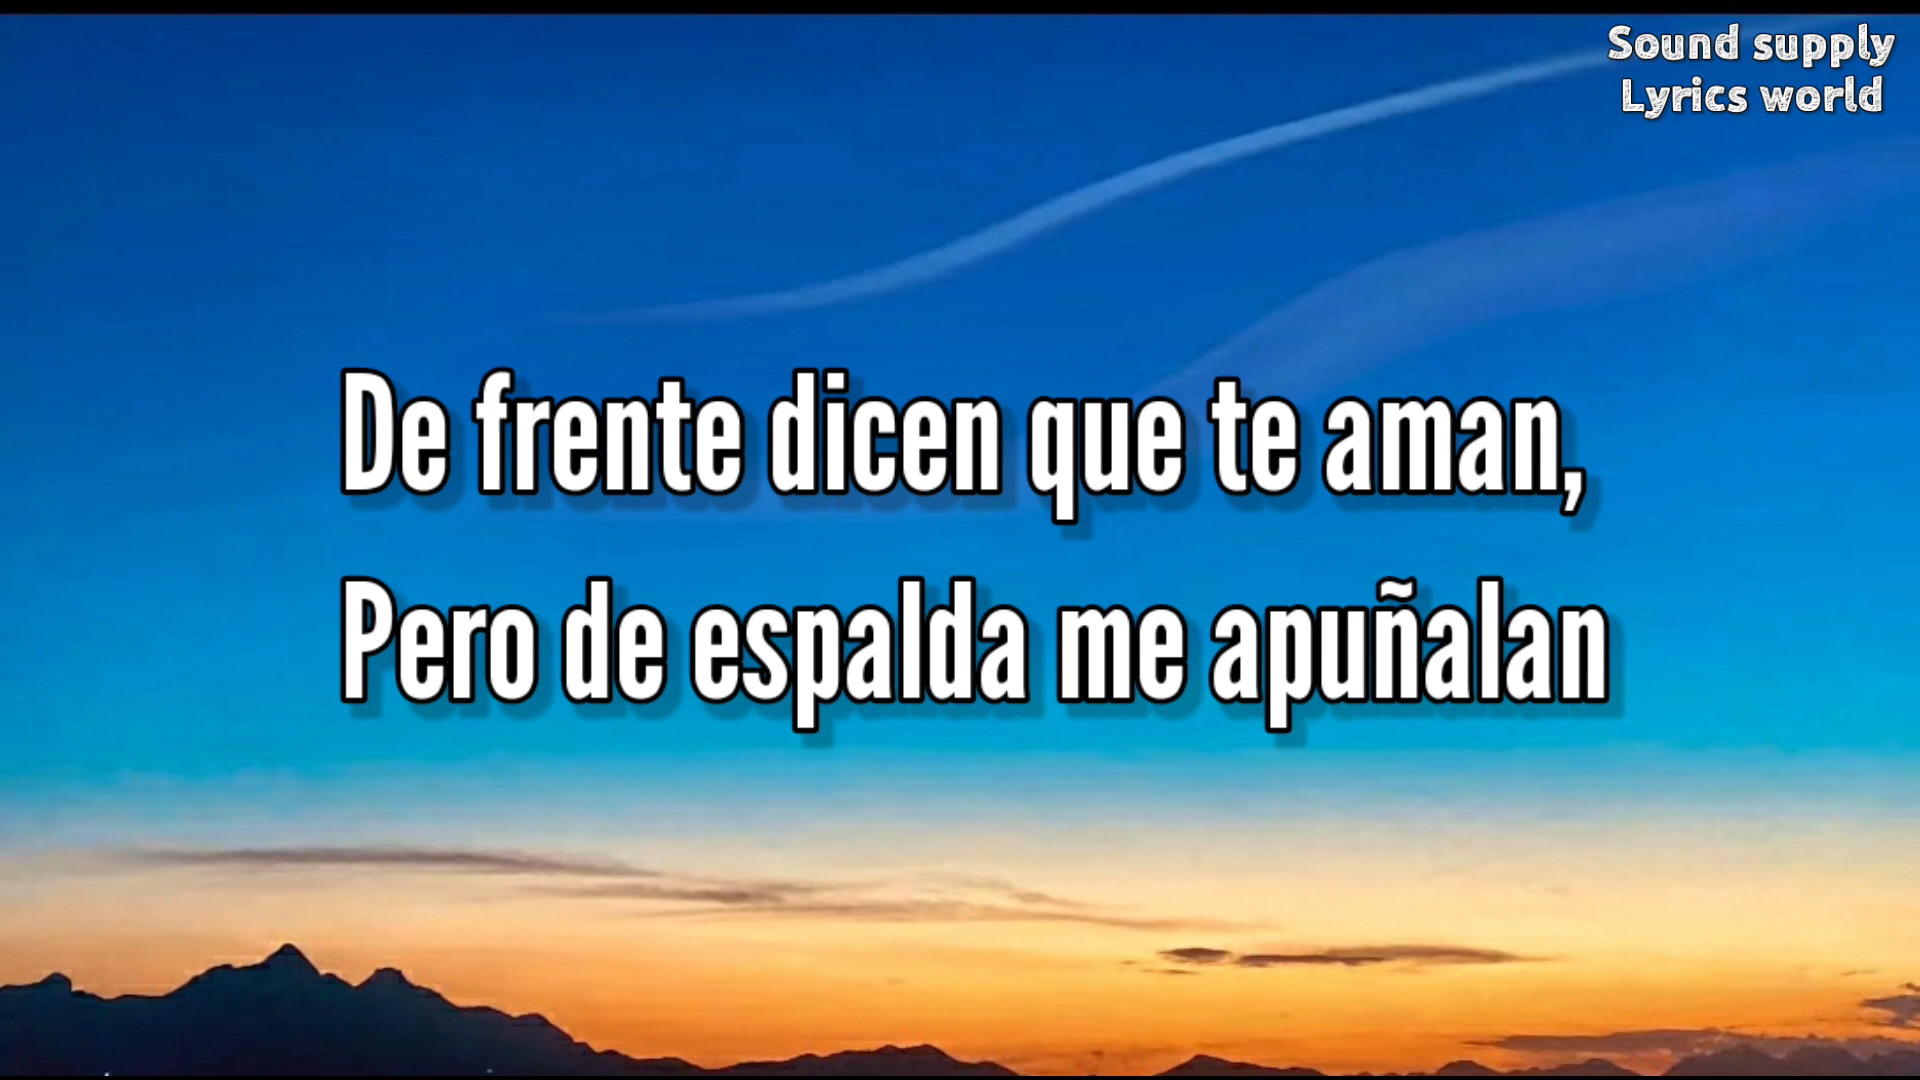 Sound supply
Lyrics world
De frente dicen que te aman,
Pero de espalda me apuñalan